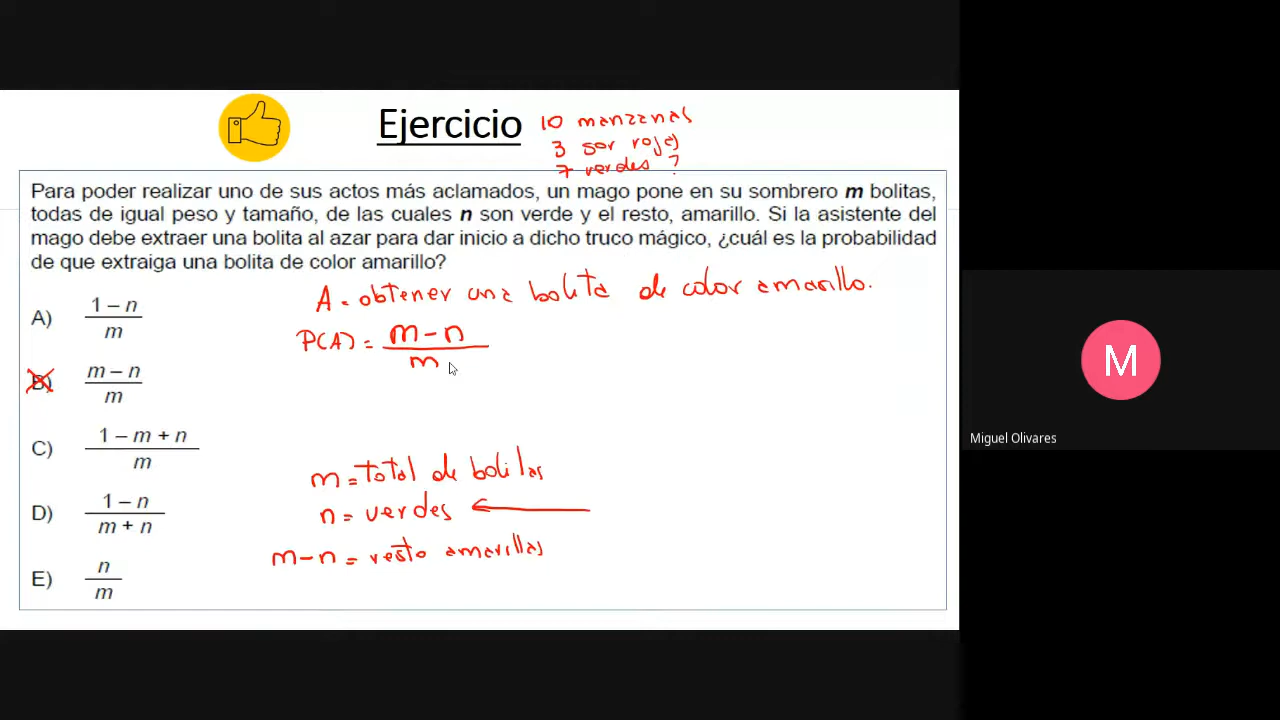 Ejercicio
10 manzanas
3 son rojas
7 verdes ?
Para poder realizar uno de sus actos más aclamados, un mago pone en su sombrero m bolitas,
todas de igual peso y tamaño, de las cuales n son verde y el resto, amarillo. Si la asistente del
mago debe extraer una bolita al azar para dar inicio a dicho truco mágico, ¿cuál es la probabilidad
de que extraiga una bolita de color amarillo?
A = obtener una bolita de color amarillo.
P(A) = m - n
m
A) 1 – n
m
B) m – n
m
C) 1 – m + n
m
D) 1 – n
m + n
E) n
m
m = total de bolitas
n = verdes
m - n = resto amarillas
M
Miguel Olivares